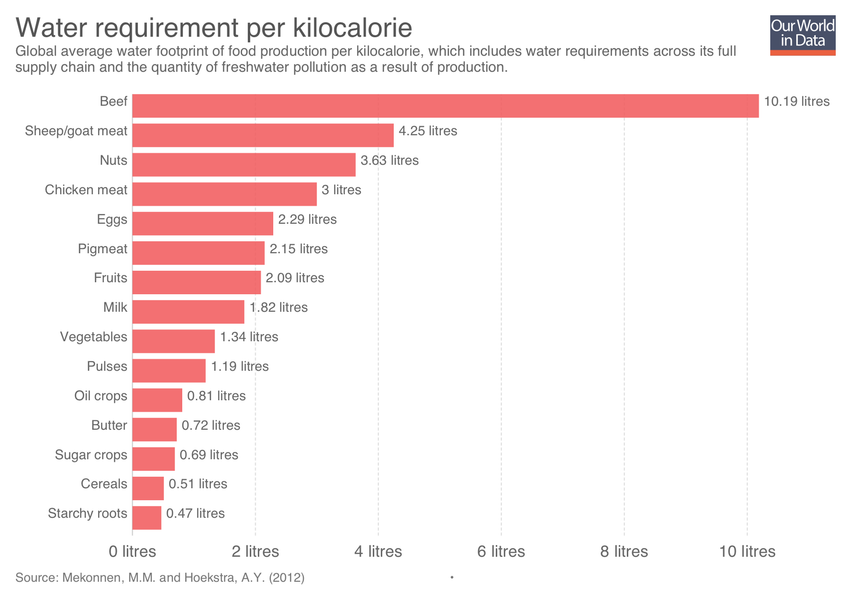 Water requirement per kilocalorie
Global average water footprint of food production per kilocalorie, which includes water requirements across its full
supply chain and the quantity of freshwater pollution as a result of production.
Our World
in Data
Beef 10.19 litres
Sheep/goat meat 4.25 litres
Nuts 3.63 litres
Chicken meat 3 litres
Eggs 2.29 litres
Pigmeat 2.15 litres
Fruits 2.09 litres
Milk 1.82 litres
Vegetables 1.34 litres
Pulses 1.19 litres
Oil crops 0.81 litres
Butter 0.72 litres
Sugar crops 0.69 litres
Cereals 0.51 litres
Starchy roots 0.47 litres
0 litres 2 litres 4 litres 6 litres 8 litres 10 litres
Source: Mekonnen, M.M. and Hoekstra, A.Y. (2012)